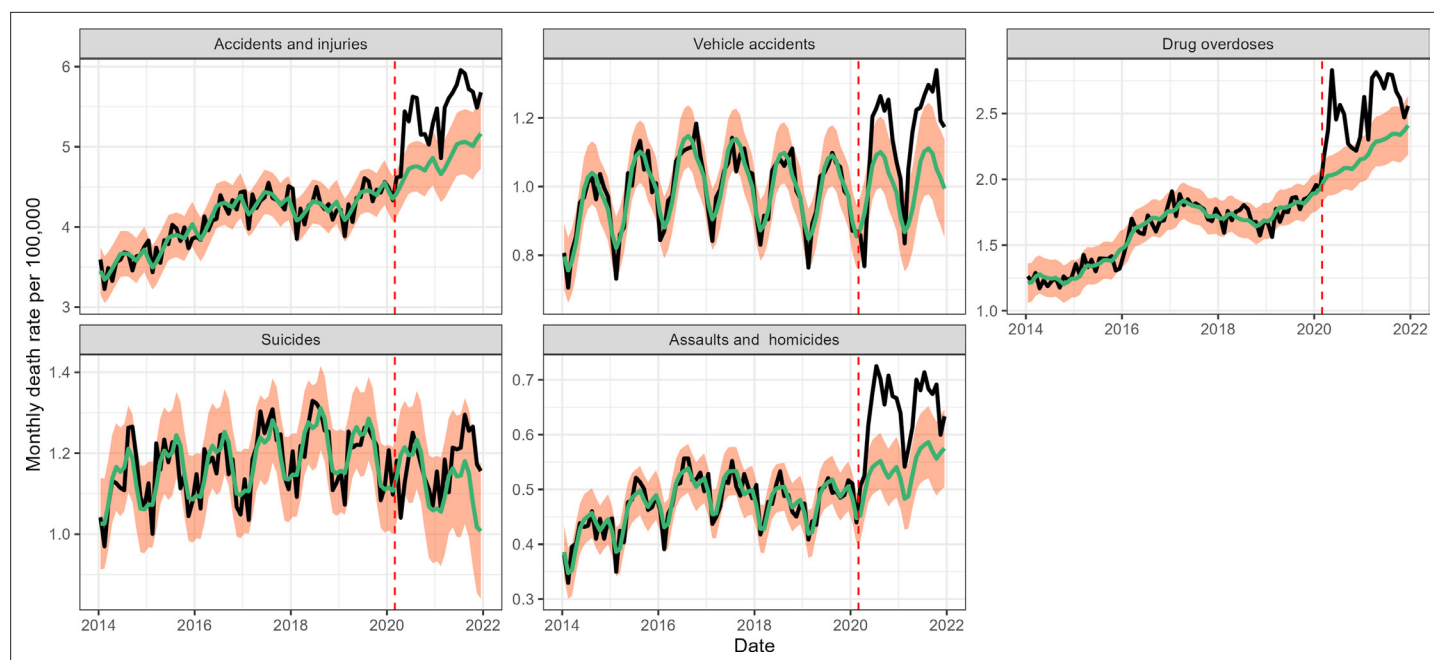 Accidents and injuries
Vehicle accidents
Drug overdoses
6
5
4
3
1.2
1.0
0.8
2.5
2.0
1.5
1.0
2014 2016 2018 2020 2022
Suicides
Assaults and  homicides
1.4
1.2
1.0
0.7
0.6
0.5
0.4
0.3
2014 2016 2018 2020 2022
2014 2016 2018 2020 2022
Monthly death rate per 100,000
Date